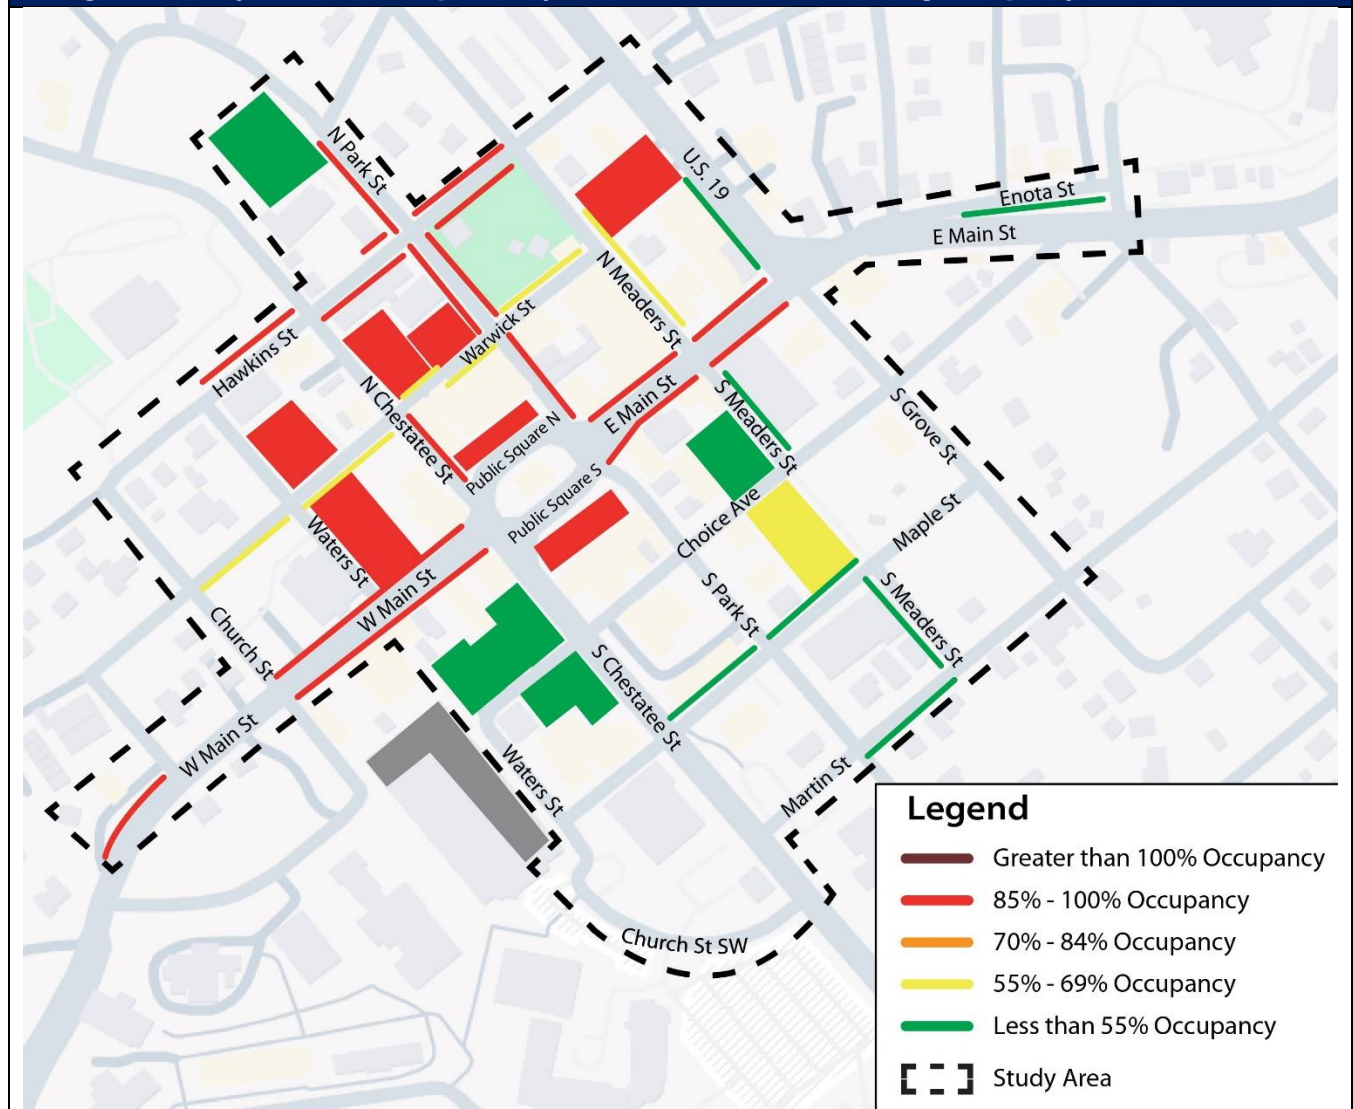 N Park St
U.S. 19
Enota St
E Main St
N Meaders St
Warwick St
Hawkins St
N Chestatee St
E Main St
S Meaders St
S Grove St
Public Square N
Public Square S
Choice Ave
Maple St
Waters St
W Main St
S Park St
S Meaders St
Church St
S Chestatee St
W Main St
Waters St
Martin St
Church St SW
Legend
Greater than 100% Occupancy
85% - 100% Occupancy
70% - 84% Occupancy
55% - 69% Occupancy
Less than 55% Occupancy
Study Area